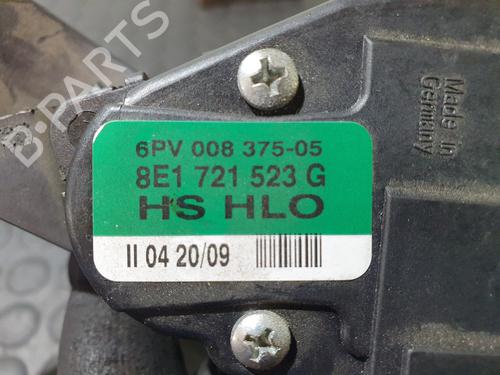 B-PARTS
Made in
Germany
6PV 008 375-05
8E1 721 523 G
HS HLO
II 04 20/09